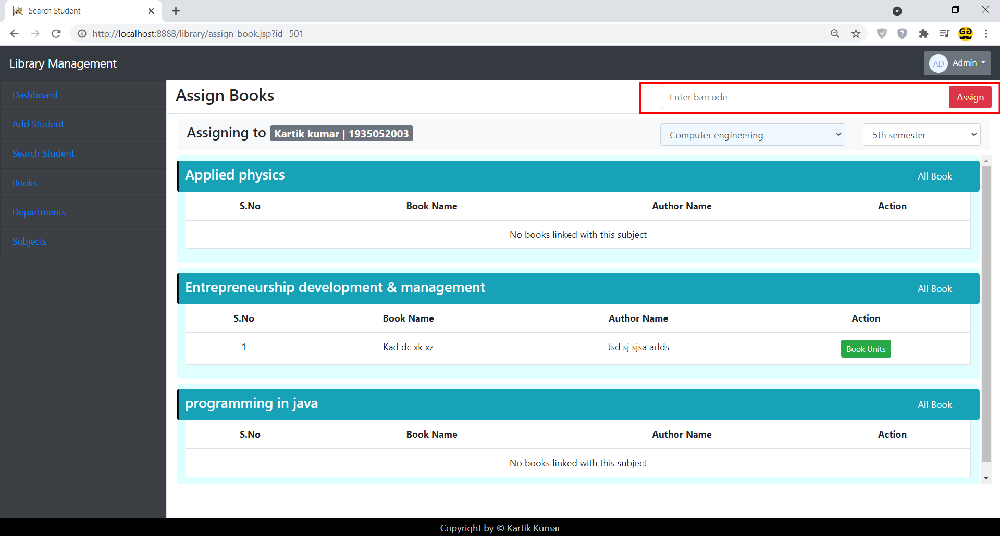 Search Student
http://localhost:8888/library/assign-book.jsp?id=501
Library Management
AD Admin
Dashboard
Add Student
Search Student
Books
Departments
Subjects
Assign Books
Enter barcode Assign
Assigning to Kartik kumar | 1935052003 Computer engineering 5th semester
Applied physics All Book
S.No Book Name Author Name Action
No books linked with this subject
Entrepreneurship development & management All Book
S.No Book Name Author Name Action
1 Kad dc xk xz Jsd sj sjsa adds Book Units
programming in java All Book
S.No Book Name Author Name Action
No books linked with this subject
Copyright by © Kartik Kumar